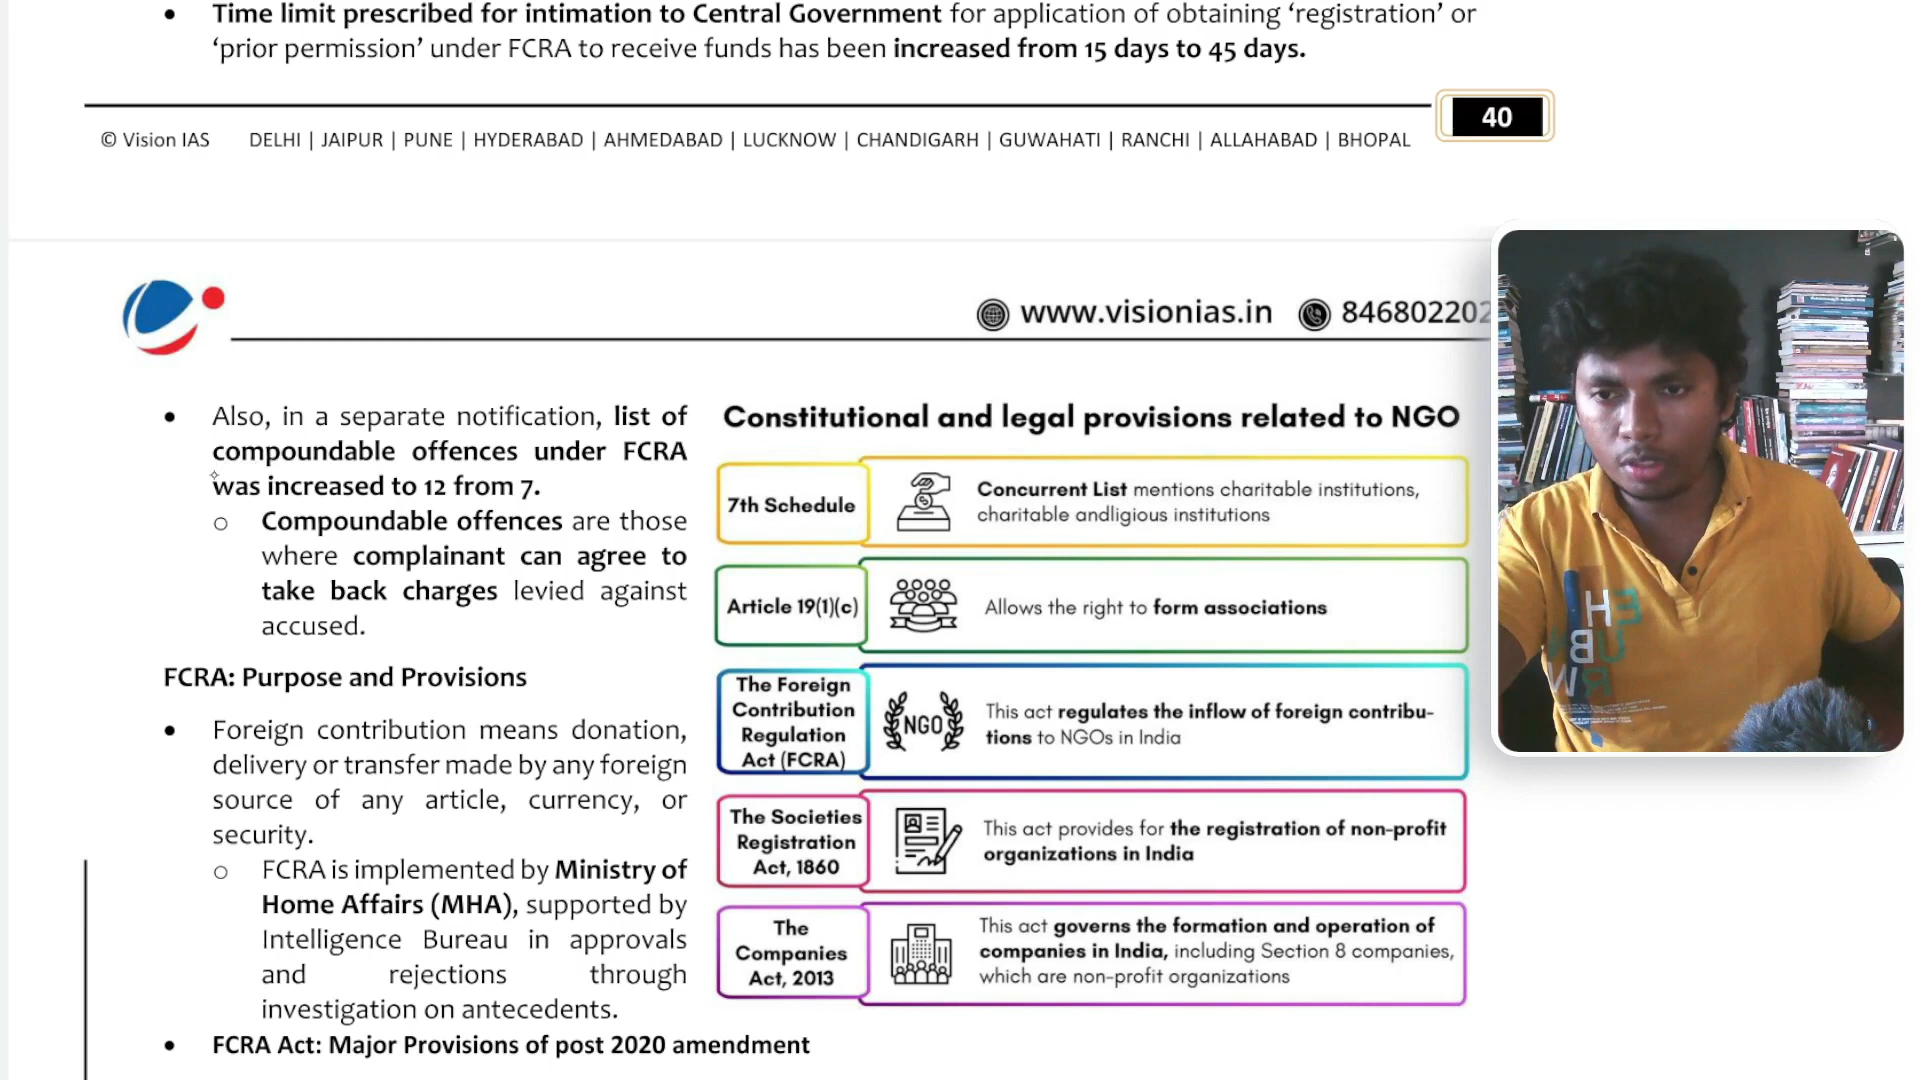 • Time limit prescribed for intimation to Central Government for application of obtaining ‘registration’ or
‘prior permission’ under FCRA to receive funds has been increased from 15 days to 45 days.
40
© Vision IAS DELHI | JAIPUR | PUNE | HYDERABAD | AHMEDABAD | LUCKNOW | CHANDIGARH | GUWAHATI | RANCHI | ALLAHABAD | BHOPAL
www.visionias.in 846802202
• Also, in a separate notification, list of
compoundable offences under FCRA
was increased to 12 from 7.
o Compoundable offences are those
where complainant can agree to
take back charges levied against
accused.
FCRA: Purpose and Provisions
• Foreign contribution means donation,
delivery or transfer made by any foreign
source of any article, currency, or
security.
o FCRA is implemented by Ministry of
Home Affairs (MHA), supported by
Intelligence Bureau in approvals
and rejections through
investigation on antecedents.
• FCRA Act: Major Provisions of post 2020 amendment
Constitutional and legal provisions related to NGO
7th Schedule
Concurrent List mentions charitable institutions,
charitable andligious institutions
Article 19(1)(c)
Allows the right to form associations
The Foreign
Contribution
Regulation
Act (FCRA)
NGO
This act regulates the inflow of foreign contribu-
tions to NGOs in India
The Societies
Registration
Act, 1860
This act provides for the registration of non-profit
organizations in India
The
Companies
Act, 2013
This act governs the formation and operation of
companies in India, including Section 8 companies,
which are non-profit organizations